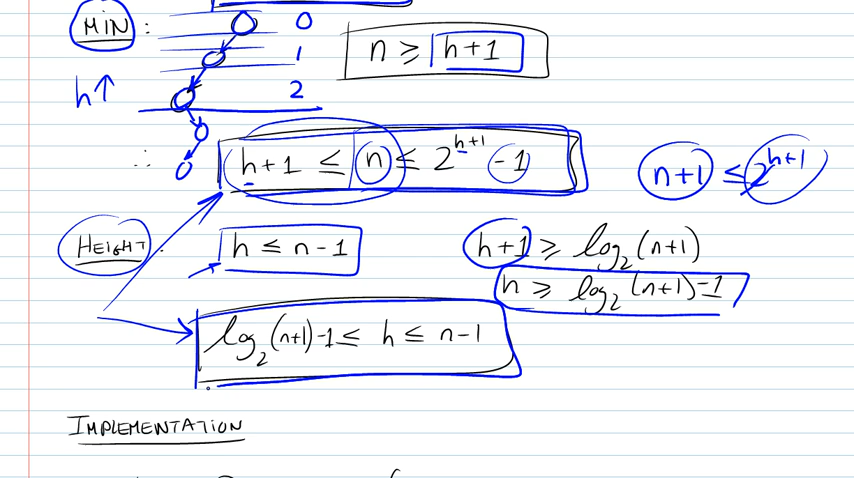 MIN : 0
1
n ≥ h+1
h↑ 2
∴ h+1 ≤ n ≤ 2^{h+1} -1
n+1 ≤ 2^{h+1}
HEIGHT: h ≤ n-1
h+1 ≥ log₂(n+1)
h ≥ log₂(n+1)-1
log₂(n+1)-1 ≤ h ≤ n-1
IMPLEMENTATION